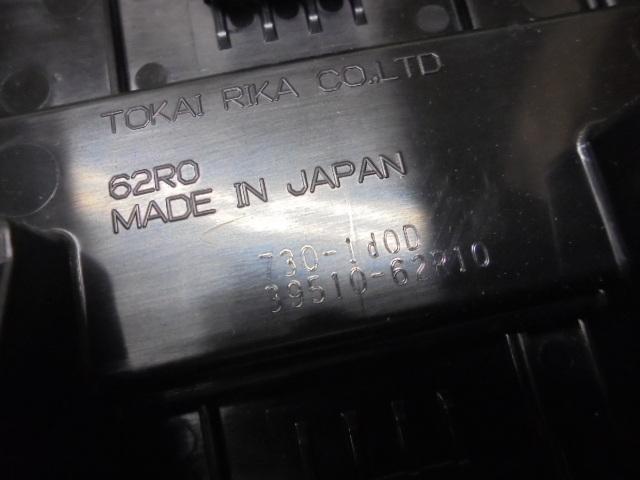 TOKAI RIKA CO.,LTD
62R0
MADE IN JAPAN
730-1d0D
39510-62R10